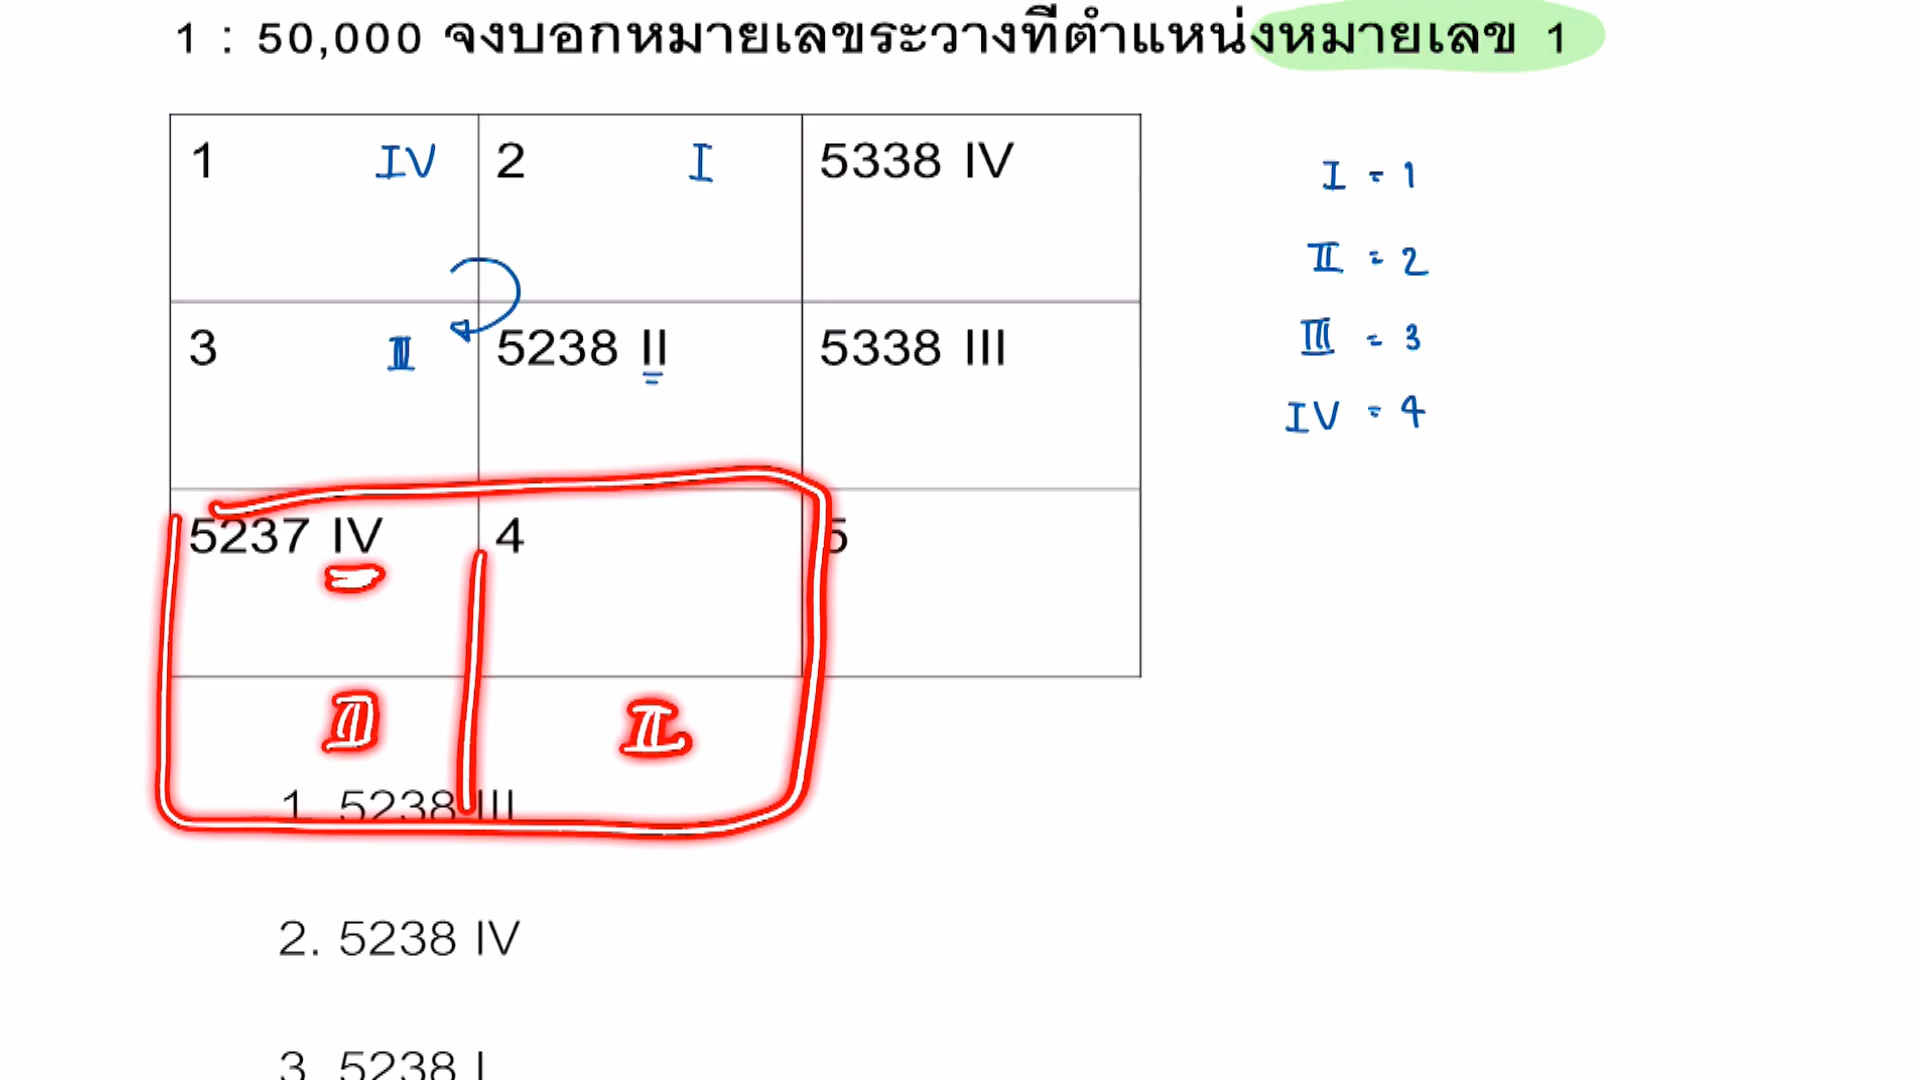 1 : 50,000 จงบอกหมายเลขระวางที่ตำแหน่งหมายเลข 1
1 IV 2 I 5338 IV
3 III 5238 II 5338 III
5237 IV 4 5
III II
I = 1
II = 2
III = 3
IV = 4
1. 5238 III
2. 5238 IV
3. 5238 I